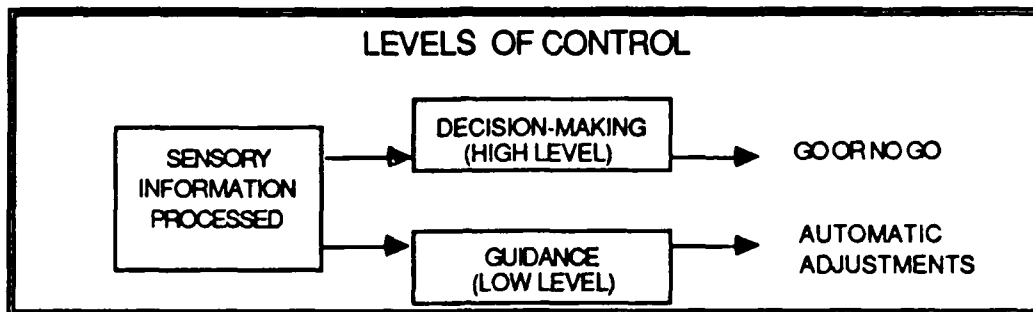 LEVELS OF CONTROL
SENSORY
INFORMATION
PROCESSED
DECISION-MAKING
(HIGH LEVEL)
GO OR NO GO
GUIDANCE
(LOW LEVEL)
AUTOMATIC
ADJUSTMENTS